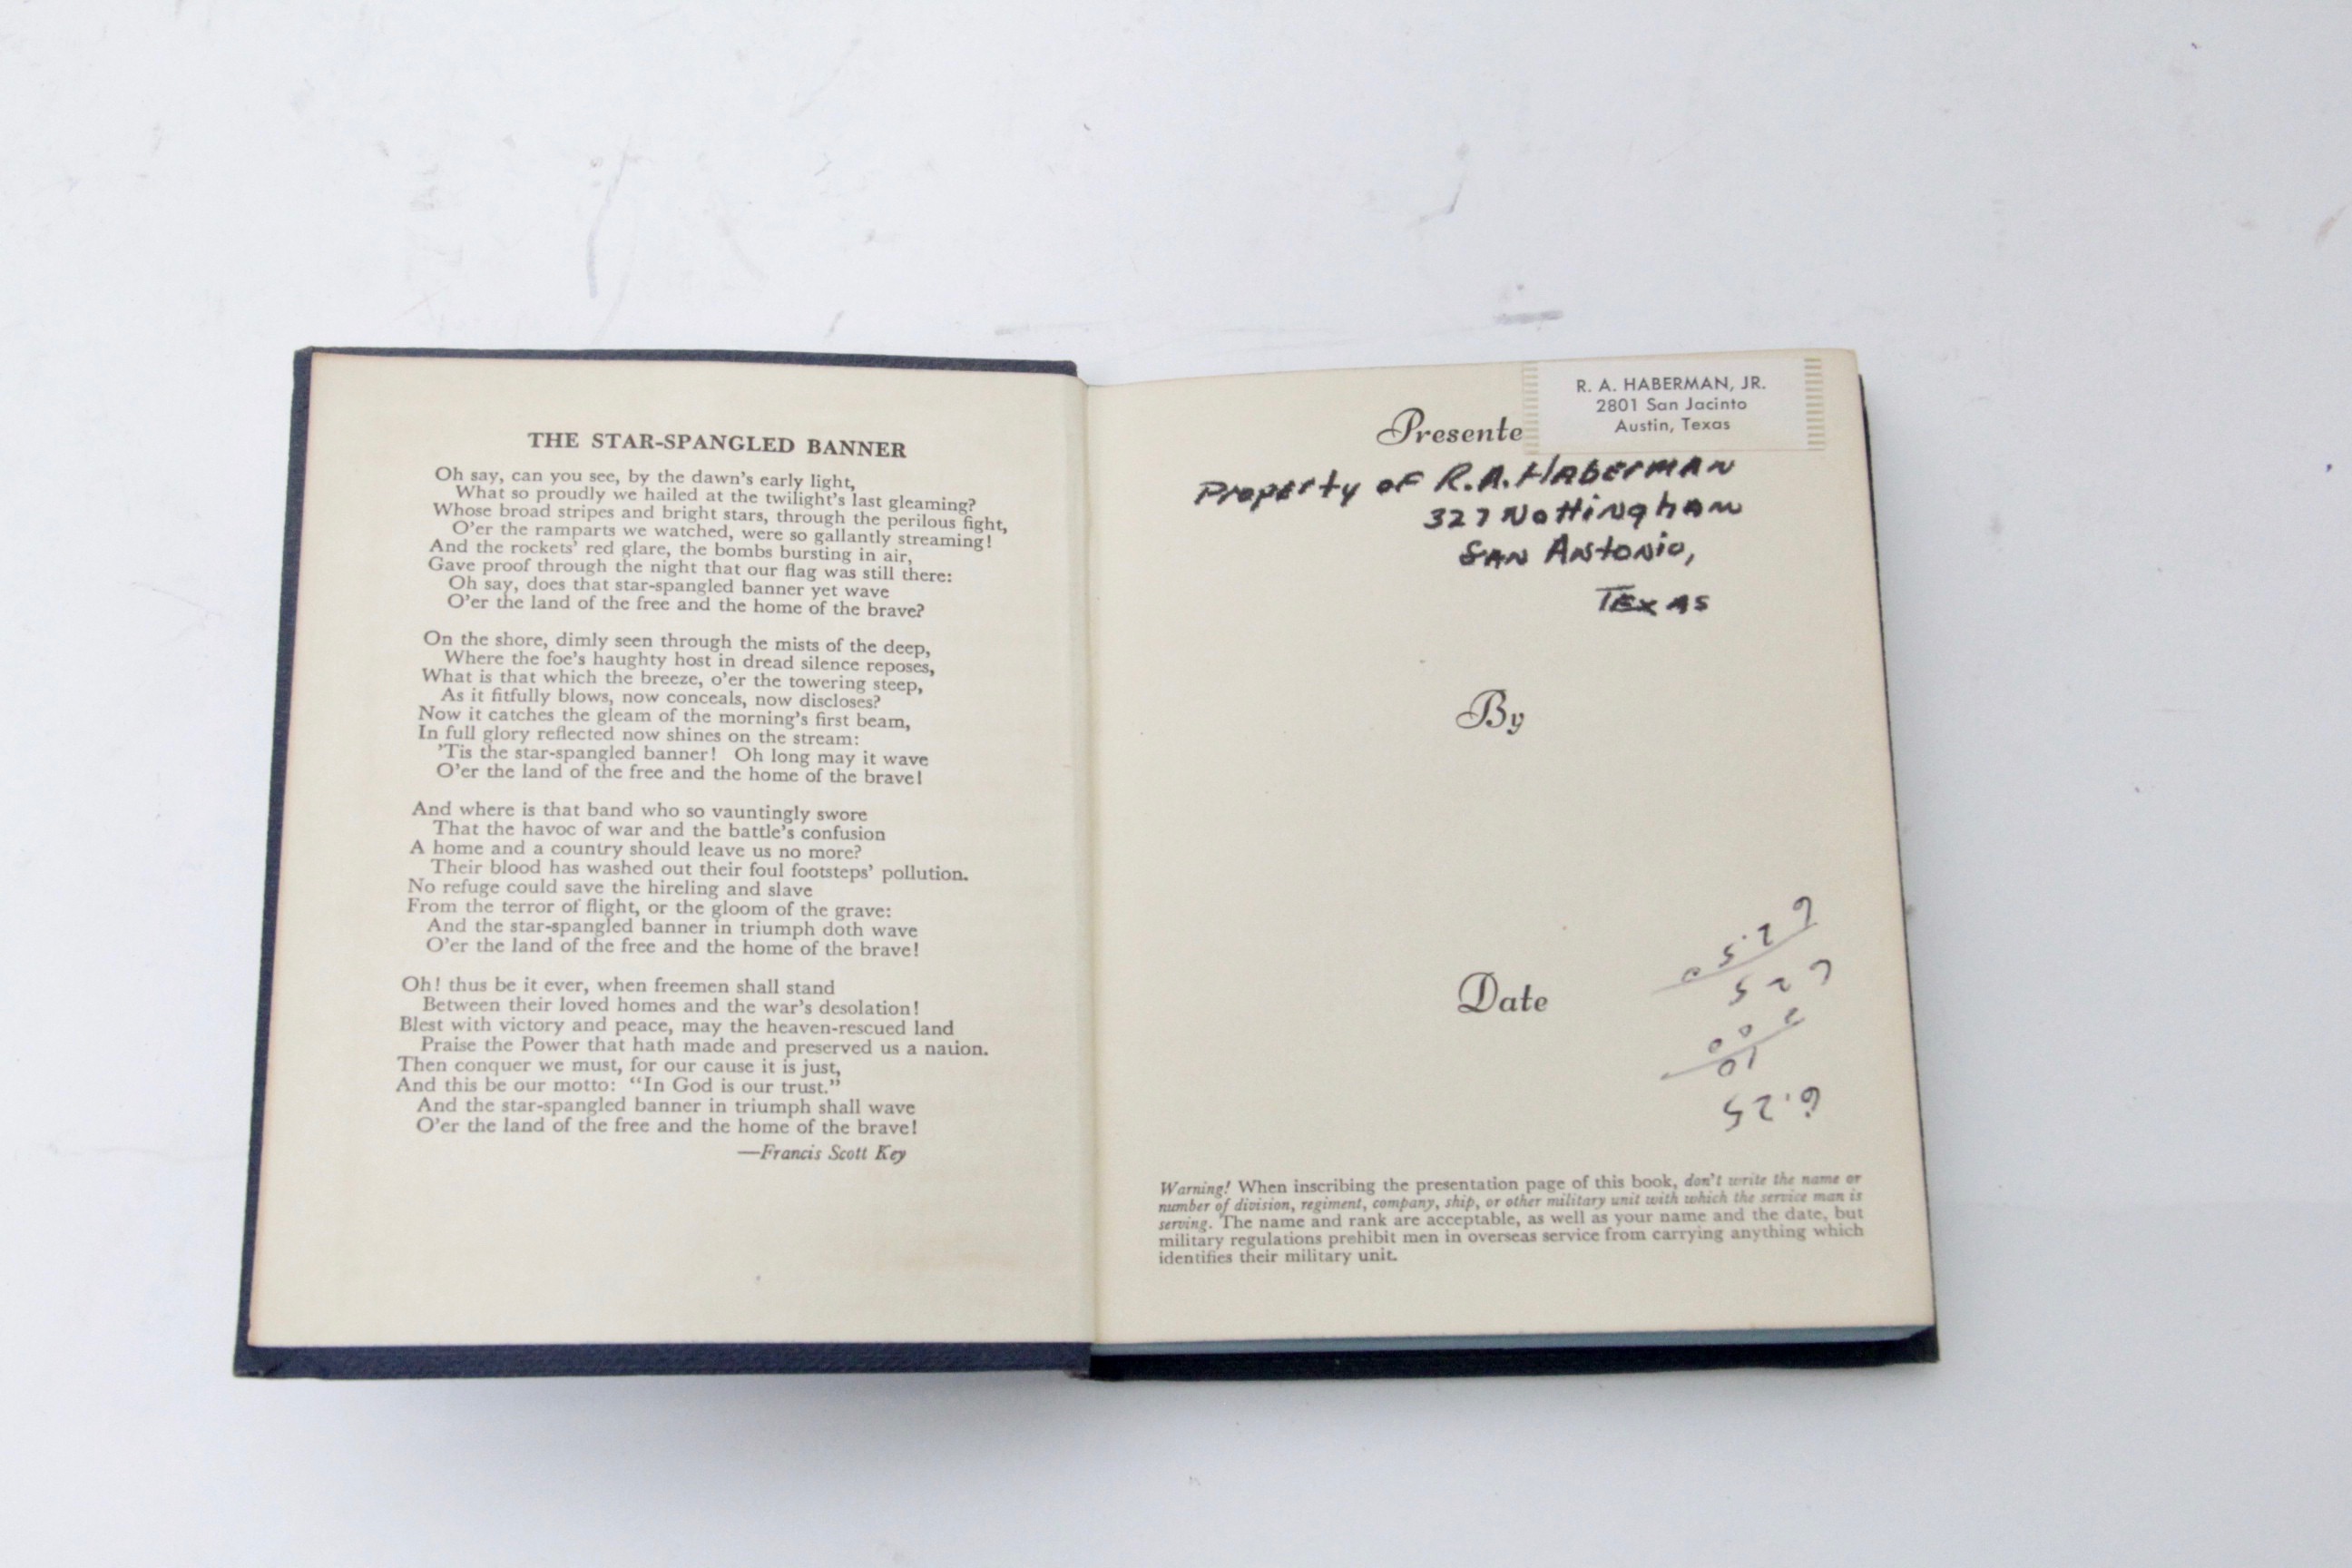 THE STAR-SPANGLED BANNER
Oh say, can you see, by the dawn's early light,
What so proudly we hailed at the twilight's last gleaming?
Whose broad stripes and bright stars, through the perilous fight,
O'er the ramparts we watched, were so gallantly streaming!
And the rockets' red glare, the bombs bursting in air,
Gave proof through the night that our flag was still there:
Oh say, does that star-spangled banner yet wave
O'er the land of the free and the home of the brave?
On the shore, dimly seen through the mists of the deep,
Where the foe's haughty host in dread silence reposes,
What is that which the breeze, o'er the towering steep,
As it fitfully blows, now conceals, now discloses?
Now it catches the gleam of the morning's first beam,
In full glory reflected now shines on the stream:
'Tis the star-spangled banner! Oh long may it wave
O'er the land of the free and the home of the brave!
And where is that band who so vauntingly swore
That the havoc of war and the battle's confusion
A home and a country should leave us no more?
Their blood has washed out their foul footsteps' pollution.
No refuge could save the hireling and slave
From the terror of flight, or the gloom of the grave:
And the star-spangled banner in triumph doth wave
O'er the land of the free and the home of the brave!
Oh! thus be it ever, when freemen shall stand
Between their loved homes and the war's desolation!
Blest with victory and peace, may the heaven-rescued land
Praise the Power that hath made and preserved us a nation.
Then conquer we must, for our cause it is just,
And this be our motto: "In God is our trust."
And the star-spangled banner in triumph shall wave
O'er the land of the free and the home of the brave!
—Francis Scott Key
R. A. HABERMAN, JR.
2801 San Jacinto
Austin, Texas
Presente
Property of R.A. HAberMAN
327 Nottingham
SAN ANtonio,
TExAs
By
Date
Warning! When inscribing the presentation page of this book, don't write the name or
number of division, regiment, company, ship, or other military unit with which the service man is
serving. The name and rank are acceptable, as well as your name and the date, but
military regulations prohibit men in overseas service from carrying anything which
identifies their military unit.